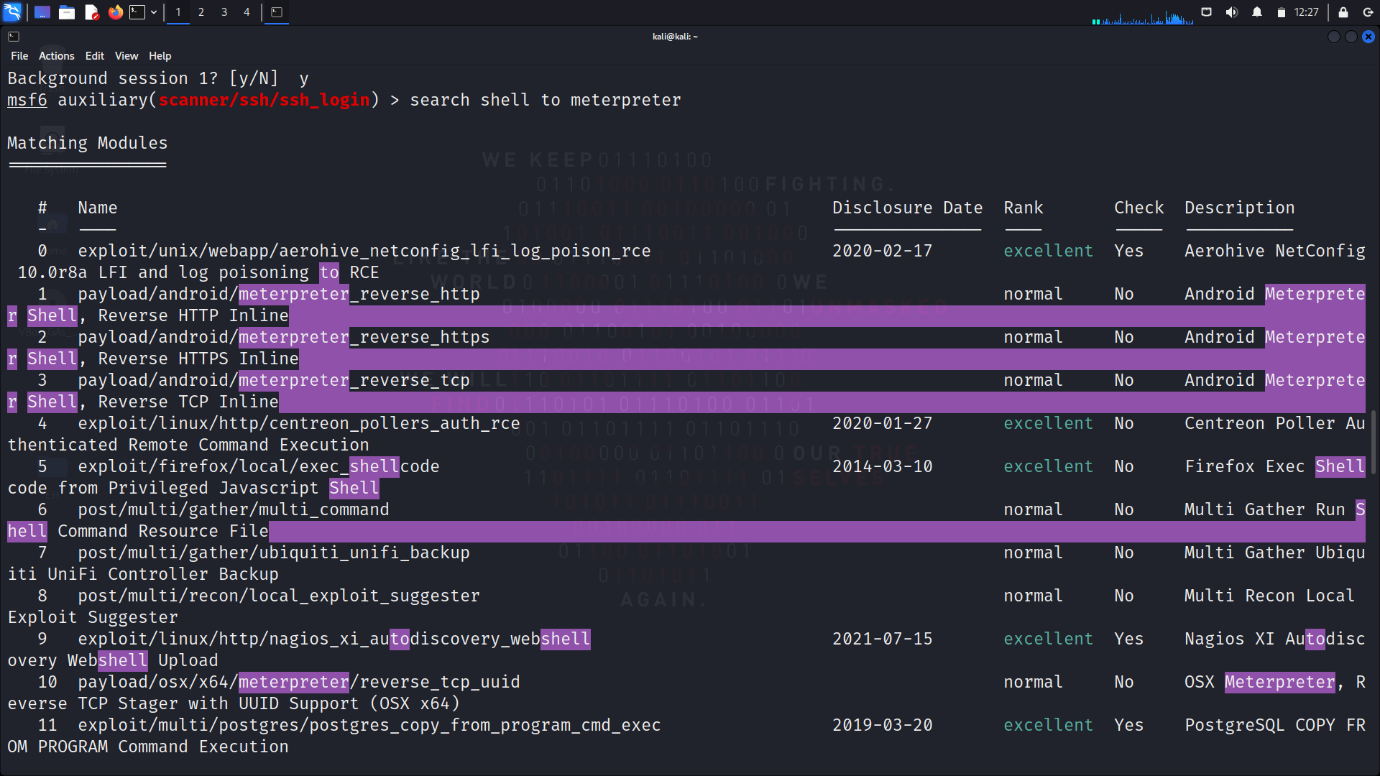 1 2 3 4 12:27
kali@kali: ~
File Actions Edit View Help
Background session 1? [y/N] y
msf6 auxiliary(scanner/ssh/ssh_login) > search shell to meterpreter
Matching Modules
# Name Disclosure Date Rank Check Description
0 exploit/unix/webapp/aerohive_netconfig_lfi_log_poison_rce 2020-02-17 excellent Yes Aerohive NetConfig
10.0r8a LFI and log poisoning to RCE
1 payload/android/meterpreter_reverse_http normal No Android Meterprete
r Shell, Reverse HTTP Inline
2 payload/android/meterpreter_reverse_https normal No Android Meterprete
r Shell, Reverse HTTPS Inline
3 payload/android/meterpreter_reverse_tcp normal No Android Meterprete
r Shell, Reverse TCP Inline
4 exploit/linux/http/centreon_pollers_auth_rce 2020-01-27 excellent No Centreon Poller Au
thenticated Remote Command Execution
5 exploit/firefox/local/exec_shellcode 2014-03-10 excellent No Firefox Exec Shell
code from Privileged Javascript Shell
6 post/multi/gather/multi_command normal No Multi Gather Run S
hell Command Resource File
7 post/multi/gather/ubiquiti_unifi_backup normal No Multi Gather Ubiqu
iti UniFi Controller Backup
8 post/multi/recon/local_exploit_suggester normal No Multi Recon Local
Exploit Suggester
9 exploit/linux/http/nagios_xi_autodiscovery_webshell 2021-07-15 excellent Yes Nagios XI Autodisc
overy Webshell Upload
10 payload/osx/x64/meterpreter/reverse_tcp_uuid normal No OSX Meterpreter, R
everse TCP Stager with UUID Support (OSX x64)
11 exploit/multi/postgres/postgres_copy_from_program_cmd_exec 2019-03-20 excellent Yes PostgreSQL COPY FR
OM PROGRAM Command Execution